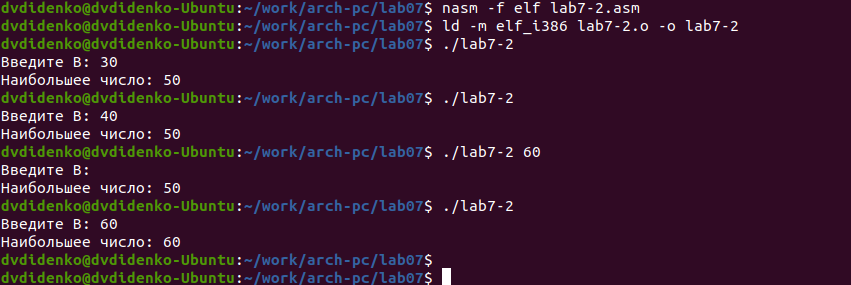 dvdidenko@dvdidenko-Ubuntu:~/work/arch-pc/lab07$ nasm -f elf lab7-2.asm
dvdidenko@dvdidenko-Ubuntu:~/work/arch-pc/lab07$ ld -m elf_i386 lab7-2.o -o lab7-2
dvdidenko@dvdidenko-Ubuntu:~/work/arch-pc/lab07$ ./lab7-2
Введите B: 30
Наибольшее число: 50
dvdidenko@dvdidenko-Ubuntu:~/work/arch-pc/lab07$ ./lab7-2
Введите B: 40
Наибольшее число: 50
dvdidenko@dvdidenko-Ubuntu:~/work/arch-pc/lab07$ ./lab7-2 60
Введите B:
Наибольшее число: 50
dvdidenko@dvdidenko-Ubuntu:~/work/arch-pc/lab07$ ./lab7-2
Введите B: 60
Наибольшее число: 60
dvdidenko@dvdidenko-Ubuntu:~/work/arch-pc/lab07$
dvdidenko@dvdidenko-Ubuntu:~/work/arch-pc/lab07$